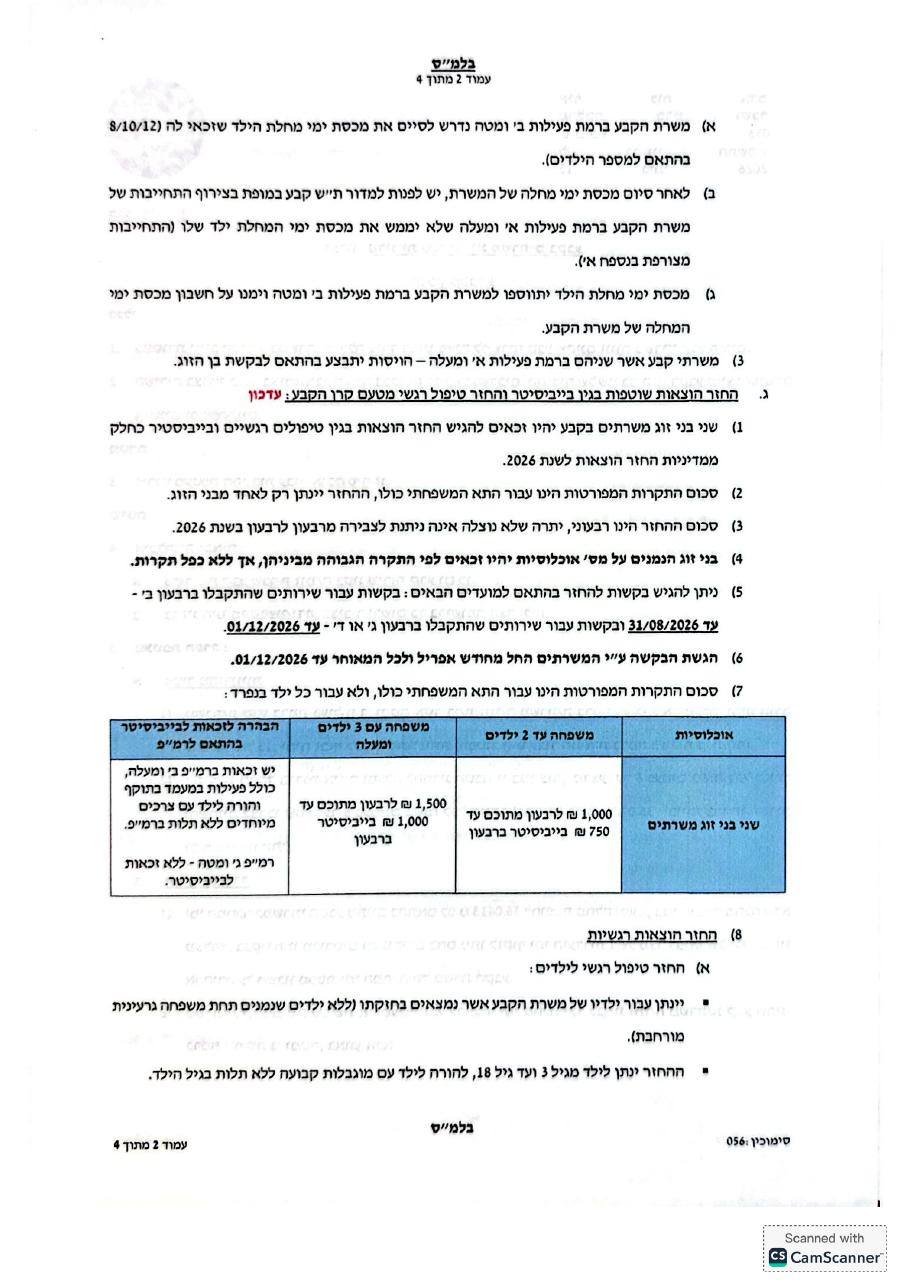 בלמ"ס
עמוד 2 מתוך 4
א) משרת הקבע ברמת פעילות ב' ומטה נדרש לסיים את מכסת ימי מחלת הילד שזכאי לה (8/10/12
בהתאם למספר הילדים).
ב) לאחר סיום מכסת ימי מחלה של המשרת, יש לפנות למדור ת"ש קבע במופת בצירוף התחייבות של
משרת הקבע ברמת פעילות א' ומעלה שלא יממש את מכסת ימי המחלת ילד שלו (התחייבות
מצורפת בנספח א').
ג) מכסת ימי מחלת הילד יתווספו למשרת הקבע ברמת פעילות ב' ומטה וימנו על חשבון מכסת ימי
המחלה של משרת הקבע.
3) משרתי קבע אשר שניהם ברמת פעילות א' ומעלה – הויסות יתבצע בהתאם לבקשת בן הזוג.
ג. החזר הוצאות שוטפות בגין בייביסיטר והחזר טיפול רגשי מטעם קרן הקבע: עדכון
1) שני בני זוג משרתים בקבע יהיו זכאים להגיש החזר הוצאות בגין טיפולים רגשיים ובייביסטיר כחלק
ממדיניות החזר הוצאות לשנת 2026.
2) סכום התקרות המפורטות הינו עבור התא המשפחתי כולו, ההחזר יינתן רק לאחד מבני הזוג.
3) סכום ההחזר הינו רבעוני, יתרה שלא נוצלה אינה ניתנת לצבירה מרבעון לרבעון בשנת 2026.
4) בני זוג הנמנים על מס' אוכלוסיות יהיו זכאים לפי התקרה הגבוהה מביניהן, אך ללא כפל תקרות.
5) ניתן להגיש בקשות להחזר בהתאם למועדים הבאים: בקשות עבור שירותים שהתקבלו ברבעון ב' -
עד 31/08/2026 ובקשות עבור שירותים שהתקבלו ברבעון ג' או ד' - עד 01/12/2026.
6) הגשת הבקשה ע"י המשרתים החל מחודש אפריל ולכל המאוחר עד 01/12/2026.
7) סכום התקרות המפורטות הינו עבור התא המשפחתי כולו, ולא עבור כל ילד בנפרד:
אוכלוסיות
משפחה עד 2 ילדים
משפחה עם 3 ילדים
ומעלה
הבהרה לזכאות לבייביסיטר
בהתאם לרמ"פ
שני בני זוג משרתים
1,000 ₪ לרבעון מתוכם עד
750 ₪ בייביסיטר ברבעון
1,500 ₪ לרבעון מתוכם עד
1,000 ₪ בייביסיטר
ברבעון
יש זכאות ברמ"פ ב' ומעלה,
כולל פעילות במעמד בתוקף
והורה לילד עם צרכים
מיוחדים ללא תלות ברמ"פ.
רמ"פ ג' ומטה - ללא זכאות
לבייביסיטר.
8) החזר הוצאות רגשיות
א) החזר טיפול רגשי לילדים:
▪ יינתן עבור ילדיו של משרת הקבע אשר נמצאים בחזקתו (ללא ילדים שנמנים תחת משפחה גרעינית
מורחבת).
▪ ההחזר ינתן לילד מגיל 3 ועד גיל 18, להורה לילד עם מוגבלות קבועה ללא תלות בגיל הילד.
בלמ"ס
סימוכין: 056
עמוד 2 מתוך 4
Scanned with
CS CamScanner